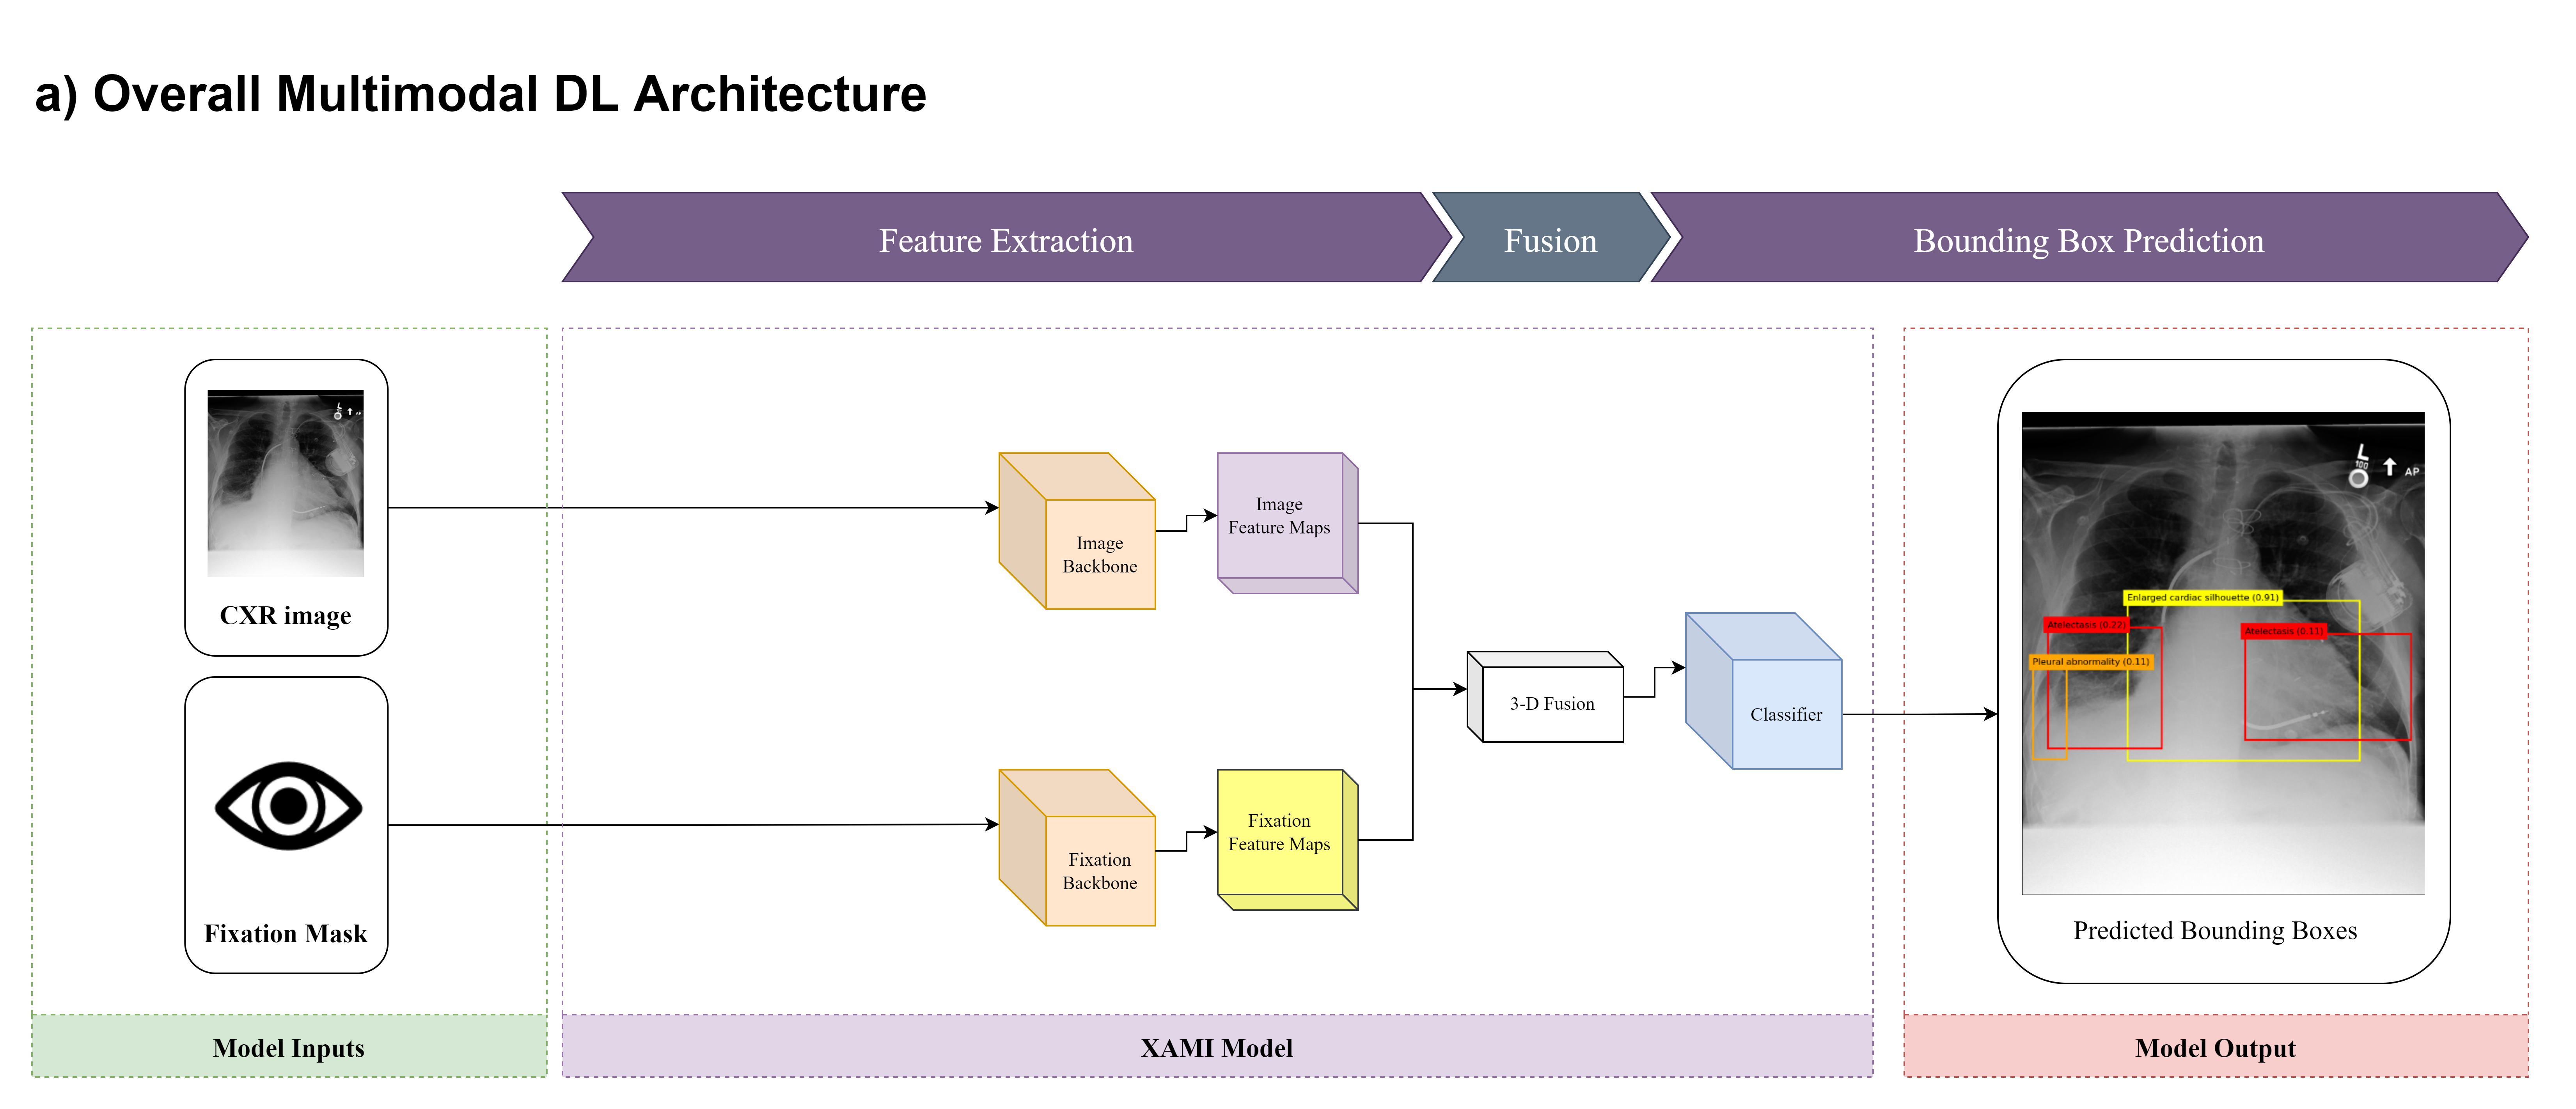 a) Overall Multimodal DL Architecture
Feature Extraction
Fusion
Bounding Box Prediction
L
AP
CXR image
Fixation Mask
Image
Backbone
Image
Feature Maps
Fixation
Backbone
Fixation
Feature Maps
3-D Fusion
Classifier
L
100
AP
Enlarged cardiac silhouette (0.91)
Atelectasis (0.22)
Atelectasis (0.11)
Pleural abnormality (0.11)
Predicted Bounding Boxes
Model Inputs
XAMI Model
Model Output